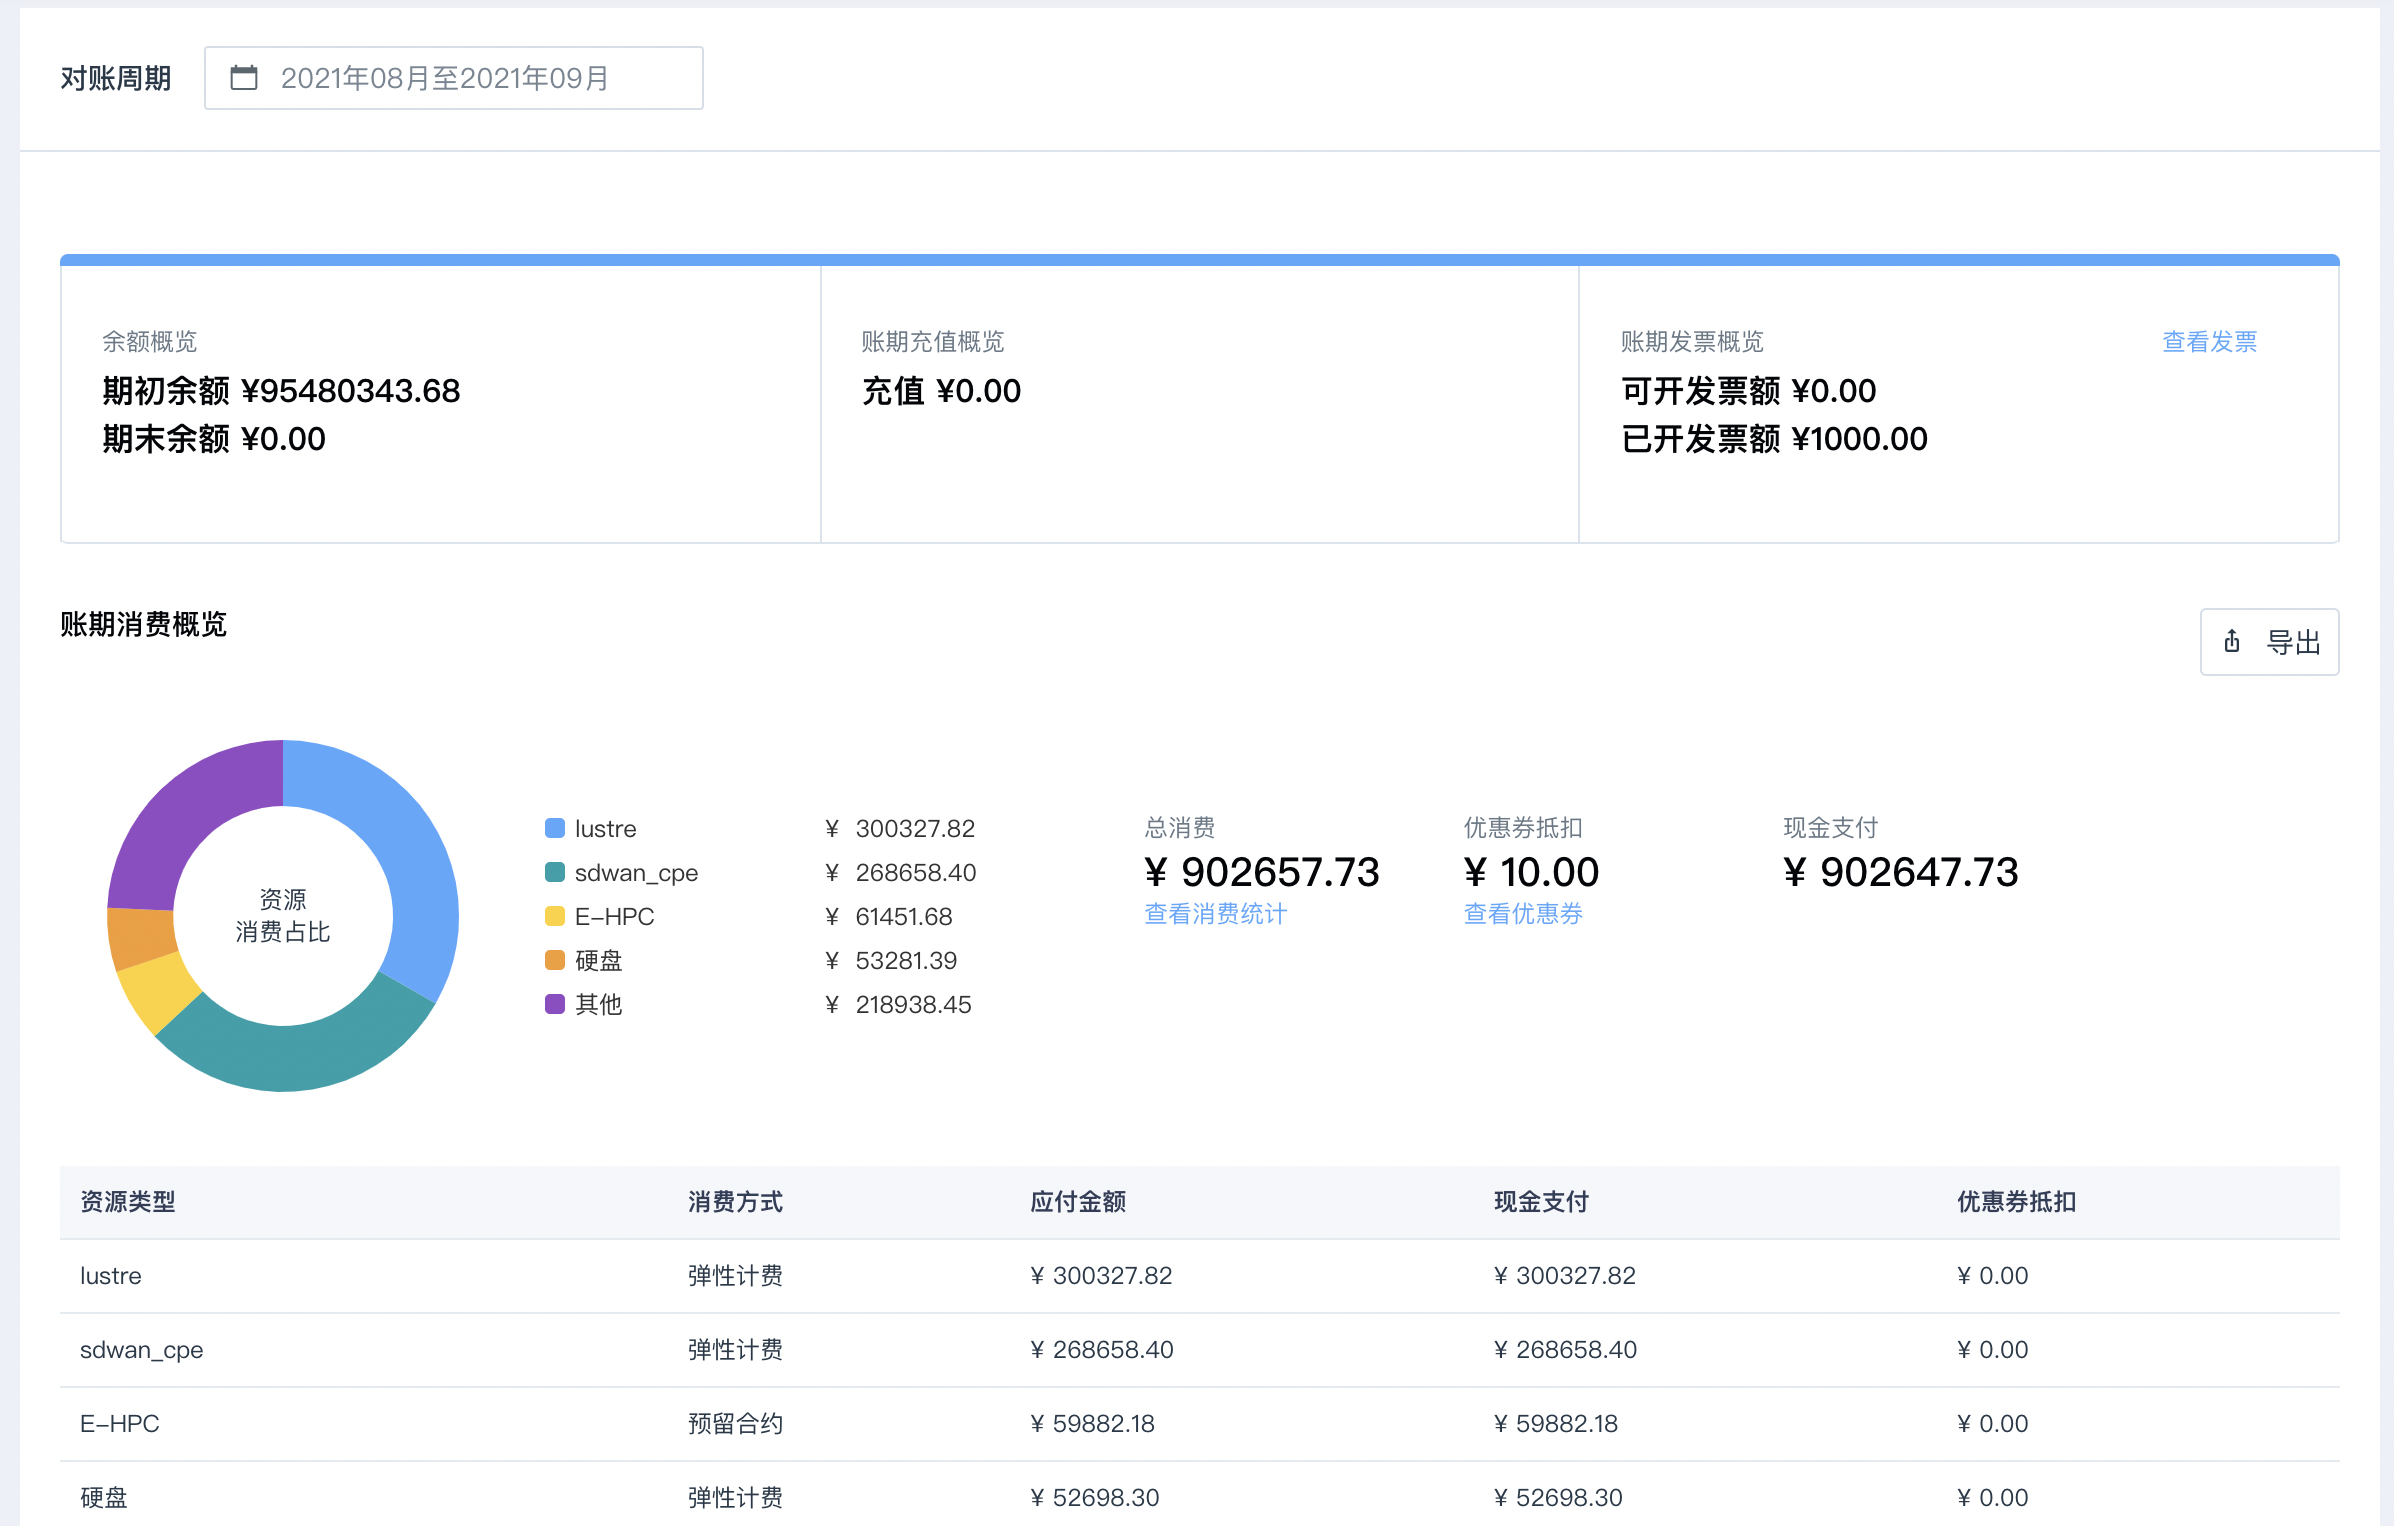 对账周期 2021年08月至2021年09月
余额概览
期初余额 ¥95480343.68
期末余额 ¥0.00
账期充值概览
充值 ¥0.00
账期发票概览 查看发票
可开发票额 ¥0.00
已开发票额 ¥1000.00
账期消费概览
导出
资源
消费占比
lustre ¥ 300327.82
sdwan_cpe ¥ 268658.40
E-HPC ¥ 61451.68
硬盘 ¥ 53281.39
其他 ¥ 218938.45
总消费
¥ 902657.73
查看消费统计
优惠券抵扣
¥ 10.00
查看优惠券
现金支付
¥ 902647.73
资源类型 消费方式 应付金额 现金支付 优惠券抵扣
lustre 弹性计费 ¥ 300327.82 ¥ 300327.82 ¥ 0.00
sdwan_cpe 弹性计费 ¥ 268658.40 ¥ 268658.40 ¥ 0.00
E-HPC 预留合约 ¥ 59882.18 ¥ 59882.18 ¥ 0.00
硬盘 弹性计费 ¥ 52698.30 ¥ 52698.30 ¥ 0.00